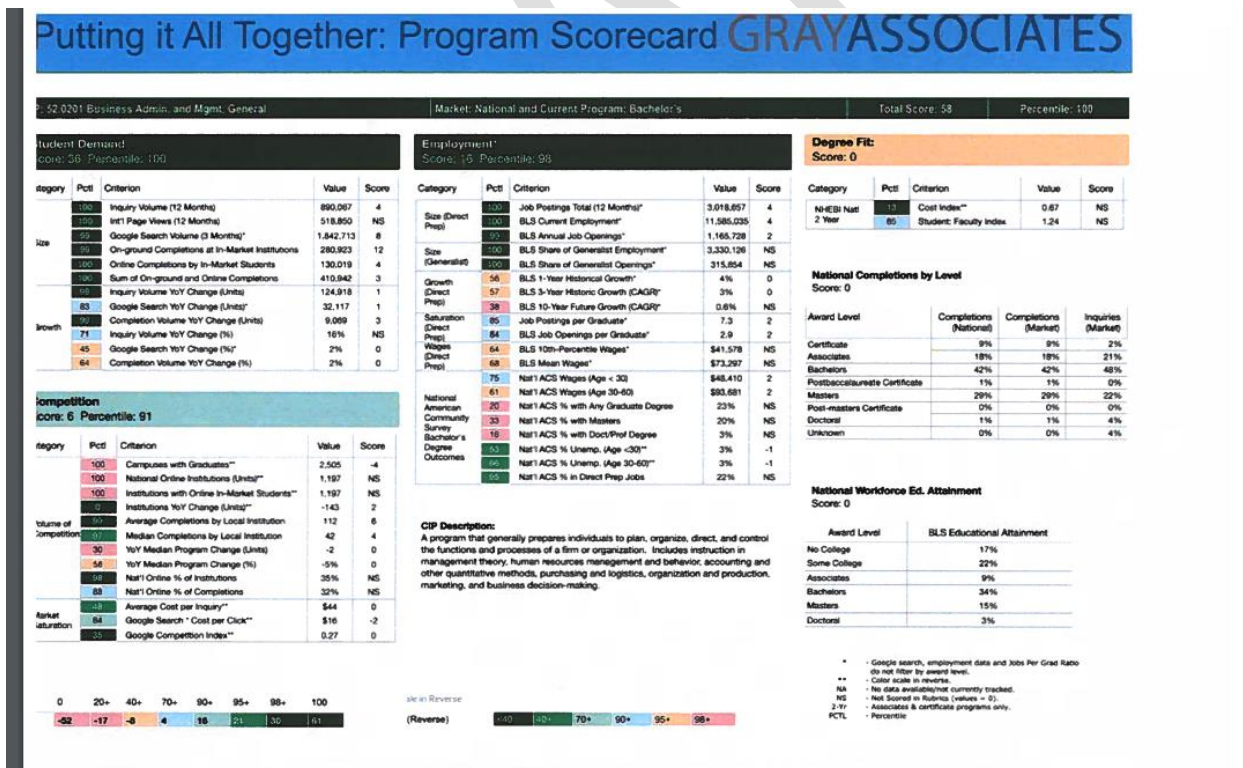 Putting it All Together: Program Scorecard GRAYASSOCIATES
P: 52.0201 Business Admin. and Mgmt. General Market: National and Current Program: Bachelor's Total Score: 58 Percentile: 100
Student Demand
Score: 36 Percentile: 100
Category Pctl Criterion Value Score
Size
100 Inquiry Volume (12 Months) 890,067 4
100 Int'l Page Views (12 Months) 518,850 NS
Google Search Volume (3 Months)* 1,842,713 8
On-ground Completions at In-Market Institutions 280,923 12
100 Online Completions by In-Market Students 130,019 4
100 Sum of On-ground and Online Completions 410,942 3
Growth
98 Inquiry Volume YoY Change (Units) 124,918 1
83 Google Search YoY Change (Units)* 32,117 1
Completion Volume YoY Change (Units) 9,069 3
71 Inquiry Volume YoY Change (%) 16% NS
45 Google Search YoY Change (%)* 2% 0
64 Completion Volume YoY Change (%) 2% 0
Competition
Score: 6 Percentile: 91
Category Pctl Criterion Value Score
Volume of Competition
100 Campuses with Graduates** 2,505 -4
100 National Online Institutions (Units)** 1,197 NS
100 Institutions with Online In-Market Students** 1,197 NS
0 Institutions YoY Change (Units)** -143 2
Average Completions by Local Institution 112 6
97 Median Completions by Local Institution 42 4
30 YoY Median Program Change (Units) -2 0
58 YoY Median Program Change (%) -5% 0
98 Nat'l Online % of Institutions 35% NS
88 Nat'l Online % of Completions 32% NS
Market Saturation
48 Average Cost per Inquiry** $44 0
84 Google Search * Cost per Click** $16 -2
35 Google Competition Index** 0.27 0
0 20+ 40+ 70+ 90+ 95+ 98+ 100
-52 -17 -8 4 16 21 30 61
Employment*
Score: 16 Percentile: 98
Category Pctl Criterion Value Score
Size (Direct Prep)
100 Job Postings Total (12 Months)* 3,018,657 4
100 BLS Current Employment* 11,585,035 4
BLS Annual Job Openings* 1,165,728 2
Size (Generalist)
100 BLS Share of Generalist Employment* 3,330,126 NS
100 BLS Share of Generalist Openings* 315,854 NS
Growth (Direct Prep)
56 BLS 1-Year Historical Growth* 4% 0
57 BLS 3-Year Historic Growth (CAGR)* 3% 0
38 BLS 10-Year Future Growth (CAGR)* 0.6% NS
Saturation (Direct Prep)
85 Job Postings per Graduate* 7.3 2
84 BLS Job Openings per Graduate* 2.9 2
Wages (Direct Prep)
64 BLS 10th-Percentile Wages* $41,578 NS
68 BLS Mean Wages* $73,297 NS
National American Community Survey Bachelor's Degree Outcomes
75 Nat'l ACS Wages (Age < 30) $48,410 2
61 Nat'l ACS Wages (Age 30-60) $93,681 2
20 Nat'l ACS % with Any Graduate Degree 23% NS
33 Nat'l ACS % with Masters 20% NS
16 Nat'l ACS % with Doct/Prof Degree 3% NS
53 Nat'l ACS % Unemp. (Age <30)** 3% -1
66 Nat'l ACS % Unemp. (Age 30-60)** 3% -1
95 Nat'l ACS % in Direct Prep Jobs 22% NS
CIP Description:
A program that generally prepares individuals to plan, organize, direct, and control
the functions and processes of a firm or organization. Includes instruction in
management theory, human resources management and behavior, accounting and
other quantitative methods, purchasing and logistics, organization and production,
marketing, and business decision-making.
ale in Reverse
(Reverse) <40 40+ 70+ 90+ 95+ 98+
Degree Fit:
Score: 0
Category Pctl Criterion Value Score
NHEBI Natl 2 Year
13 Cost Index** 0.67 NS
85 Student: Faculty Index 1.24 NS
National Completions by Level
Score: 0
Award Level Completions (National) Completions (Market) Inquiries (Market)
Certificate 9% 9% 2%
Associates 18% 18% 21%
Bachelors 42% 42% 48%
Postbaccalaureate Certificate 1% 1% 0%
Masters 29% 29% 22%
Post-masters Certificate 0% 0% 0%
Doctoral 1% 1% 4%
Unknown 0% 0% 4%
National Workforce Ed. Attainment
Score: 0
Award Level BLS Educational Attainment
No College 17%
Some College 22%
Associates 9%
Bachelors 34%
Masters 15%
Doctoral 3%
* - Google search, employment data and Jobs Per Grad Ratio
do not filter by award level.
** - Color scale in reverse.
NA - No data available/not currently tracked.
NS - Not Scored in Rubrics (values = 0).
2-Yr - Associates & certificate programs only.
PCTL - Percentile